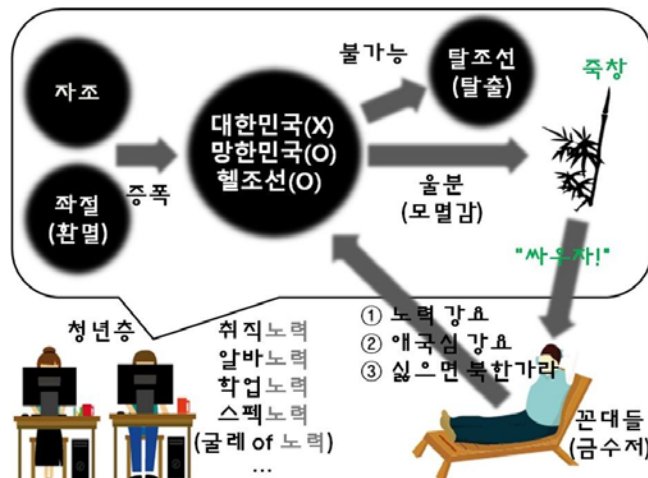 자조
좌절
(환멸)
증폭
대한민국(X)
망한민국(O)
헬조선(O)
불가능
탈조선
(탈출)
울분
(모멸감)
죽창
"싸우자!"
① 노력 강요
② 애국심 강요
③ 싫으면 북한가라
청년층
취직노력
알바노력
학업노력
스펙노력
(굴레 of 노력)
...
꼰대들
(금수저)